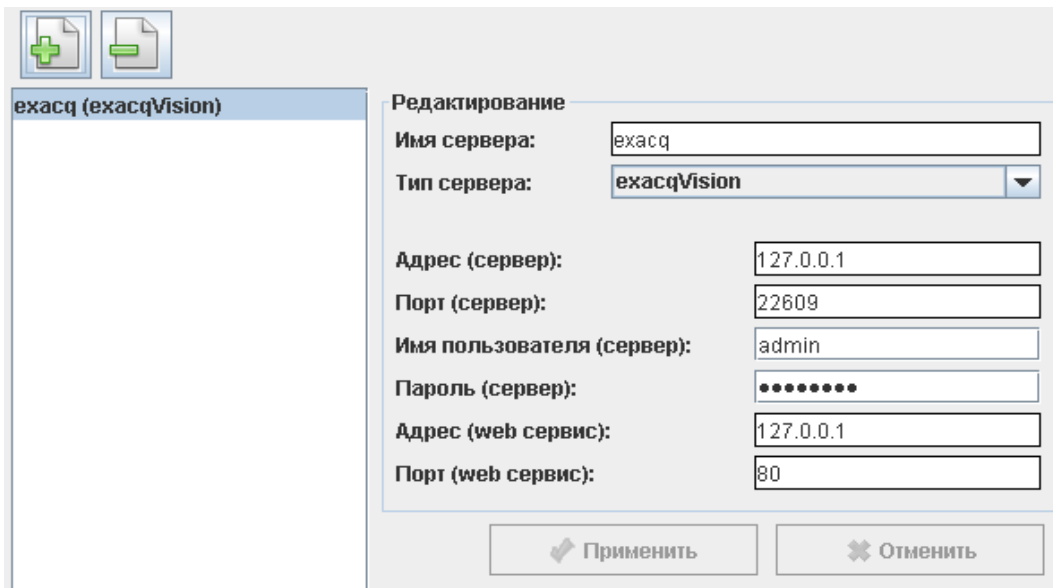 exacq (exacqVision)
Редактирование
Имя сервера: exacq
Тип сервера: exacqVision
Адрес (сервер): 127.0.0.1
Порт (сервер): 22609
Имя пользователя (сервер): admin
Пароль (сервер): ••••••••
Адрес (web сервис): 127.0.0.1
Порт (web сервис): 80
Применить Отменить